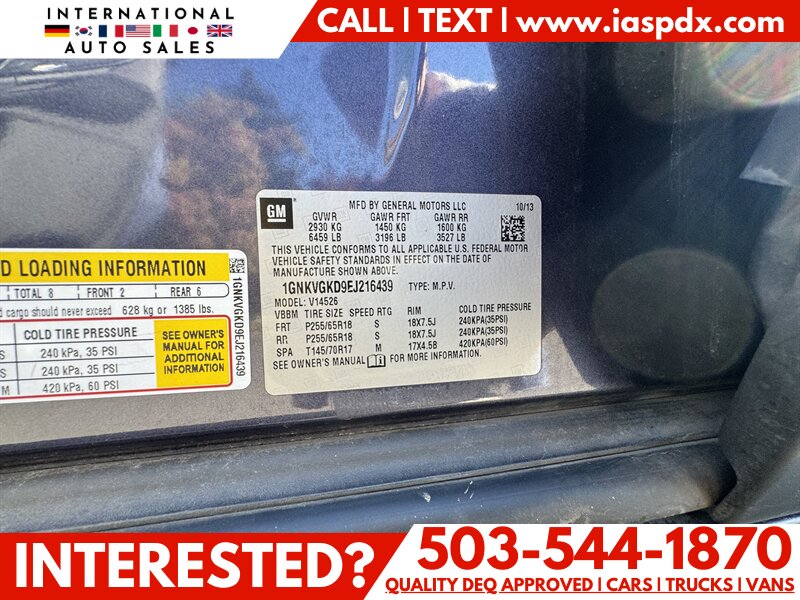 INTERNATIONAL
AUTO SALES
CALL | TEXT | www.iaspdx.com
GM
MFD BY GENERAL MOTORS LLC 10/13
GVWR GAWR FRT GAWR RR
2930 KG 1450 KG 1600 KG
6459 LB 3196 LB 3527 LB
THIS VEHICLE CONFORMS TO ALL APPLICABLE U.S. FEDERAL MOTOR
VEHICLE SAFETY STANDARDS IN EFFECT ON THE DATE OF
MANUFACTURE SHOWN ABOVE.
1GNKVGKD9EJ216439 TYPE: M.P.V.
MODEL: V14526
VBBM TIRE SIZE SPEED RTG RIM COLD TIRE PRESSURE
FRT P255/65R18 S 18X7.5J 240KPA(35PSI)
RR P255/65R18 S 18X7.5J 240KPA(35PSI)
SPA T145/70R17 M 17X4.5B 420KPA(60PSI)
SEE OWNER'S MANUAL FOR MORE INFORMATION.
D LOADING INFORMATION
TOTAL 8 FRONT 2 REAR 6
d cargo should never exceed 628 kg or 1385 lbs.
COLD TIRE PRESSURE
S 240 kPa, 35 PSI
S 240 kPa, 35 PSI
M 420 kPa, 60 PSI
SEE OWNER'S
MANUAL FOR
ADDITIONAL
INFORMATION
1GNKVGKD9EJ216439
INTERESTED?
503-544-1870
QUALITY DEQ APPROVED | CARS | TRUCKS | VANS